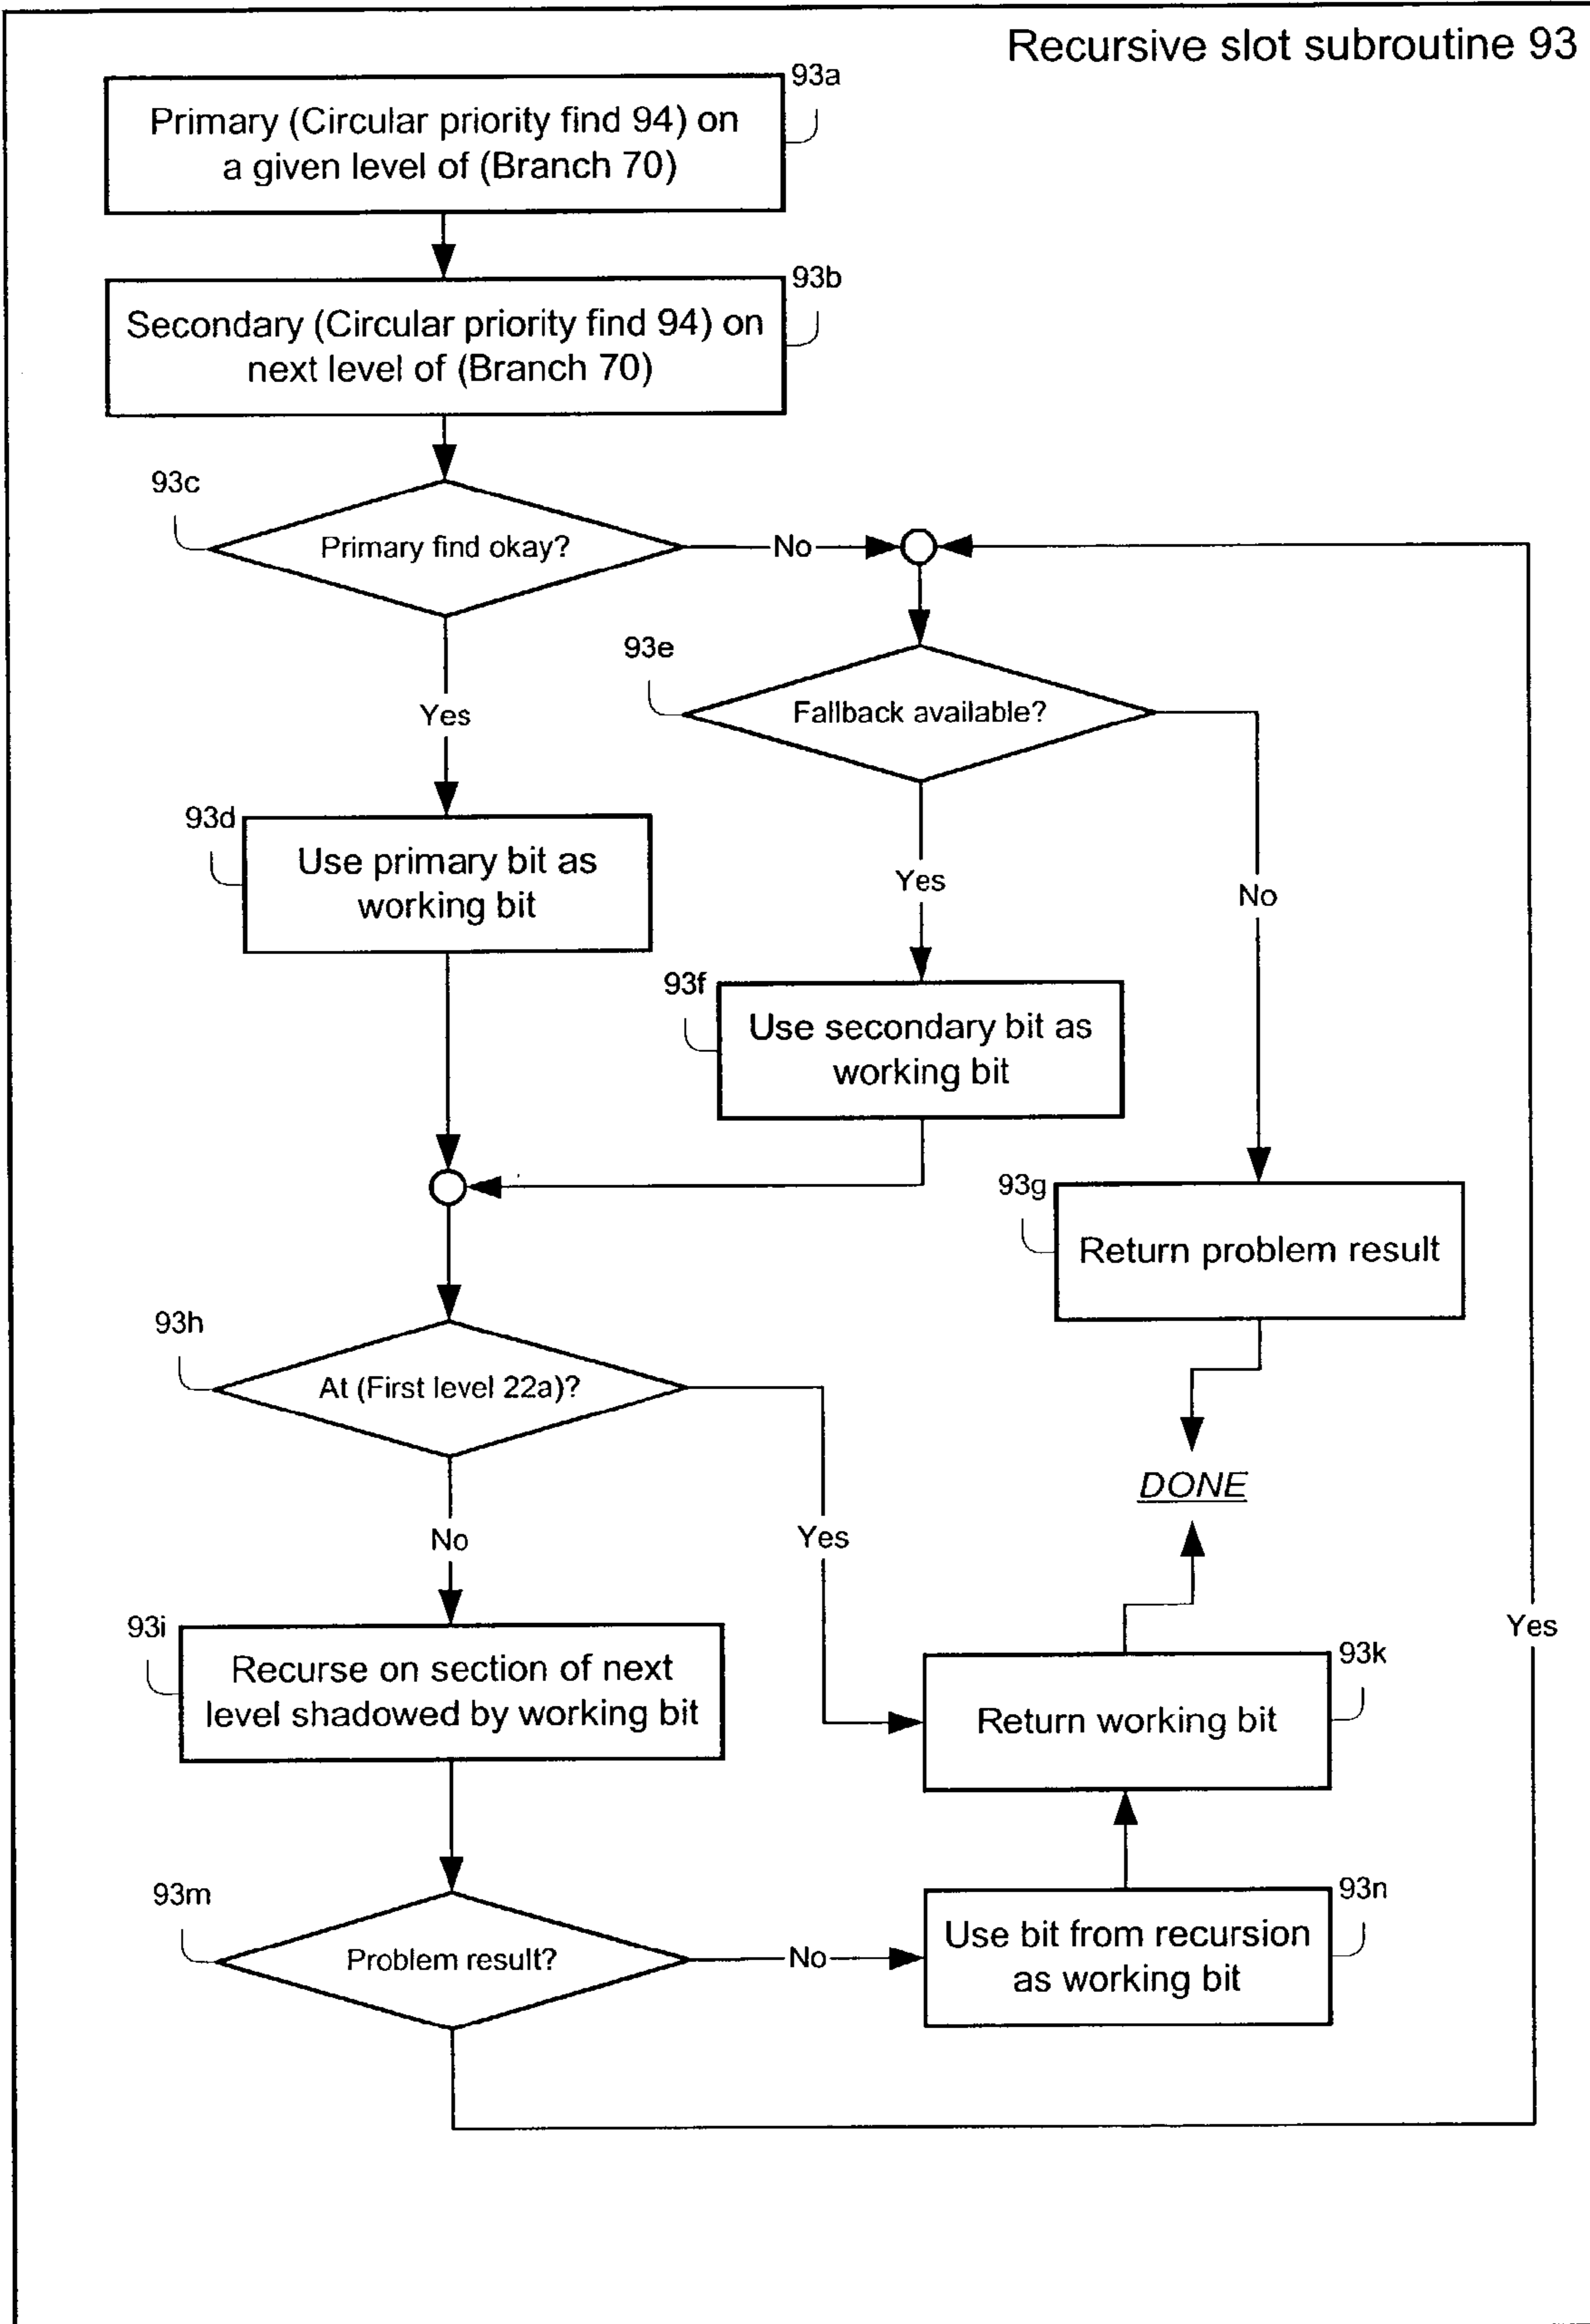 Recursive slot subroutine 93
93a
Primary (Circular priority find 94) on
a given level of (Branch 70)
93b
Secondary (Circular priority find 94) on
next level of (Branch 70)
93c
Primary find okay?
No
93e
Fallback available?
Yes
93d
Use primary bit as
working bit
Yes
No
93f
Use secondary bit as
working bit
93g
Return problem result
93h
At (First level 22a)?
DONE
No
Yes
93i
Recurse on section of next
level shadowed by working bit
Yes
93k
Return working bit
93m
Problem result?
No
93n
Use bit from recursion
as working bit